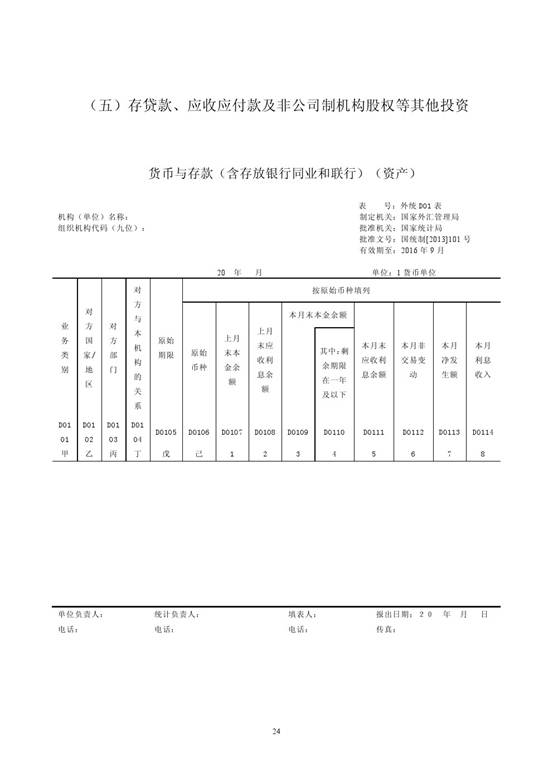 （五）存贷款、应收应付款及非公司制机构股权等其他投资
货币与存款（含存放银行同业和联行）（资产）
表 号：外统 D01 表
机构（单位）名称： 制定机关：国家外汇管理局
组织机构代码（九位）： 批准机关：国家统计局
批准文号：国统制[2013]101 号
有效期至：2016 年 9 月
20 年 月 单位：1 货币单位
业务类别
对方国家/地区
对方部门
对方与本机构的关系
原始期限
按原始币种填列
原始币种
上月末本金余额
上月末应收利息余额
本月末本金余额
其中：剩余期限在一年及以下
本月末应收利息余额
本月非交易变动
本月净发生额
本月利息收入
D0101 D0102 D0103 D0104 D0105 D0106 D0107 D0108 D0109 D0110 D0111 D0112 D0113 D0114
甲 乙 丙 丁 戊 己 1 2 3 4 5 6 7 8
单位负责人： 统计负责人： 填表人： 报出日期：20 年 月 日
电话： 电话： 电话： 传真：
24